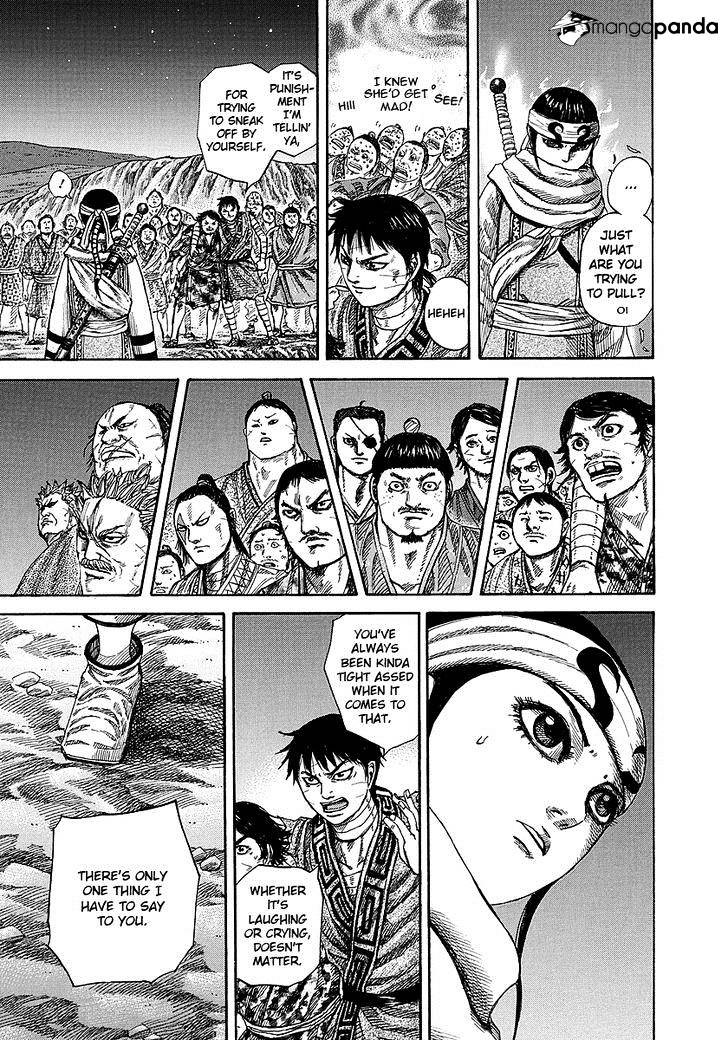 mangapanda
...
JUST
WHAT
ARE YOU
TRYING
TO PULL?
OI
I KNEW
SHE'D GET
MAD!
SEE!
HIII
HEHEH
IT'S
PUNISH-
MENT
I'M
TELLIN'
YA,
FOR
TRYING
TO SNEAK
OFF BY
YOURSELF.
!
YOU'VE
ALWAYS
BEEN KINDA
TIGHT ASSED
WHEN IT
COMES TO
THAT.
WHETHER
IT'S
LAUGHING
OR CRYING,
DOESN'T
MATTER.
THERE'S ONLY
ONE THING I
HAVE TO SAY
TO YOU.